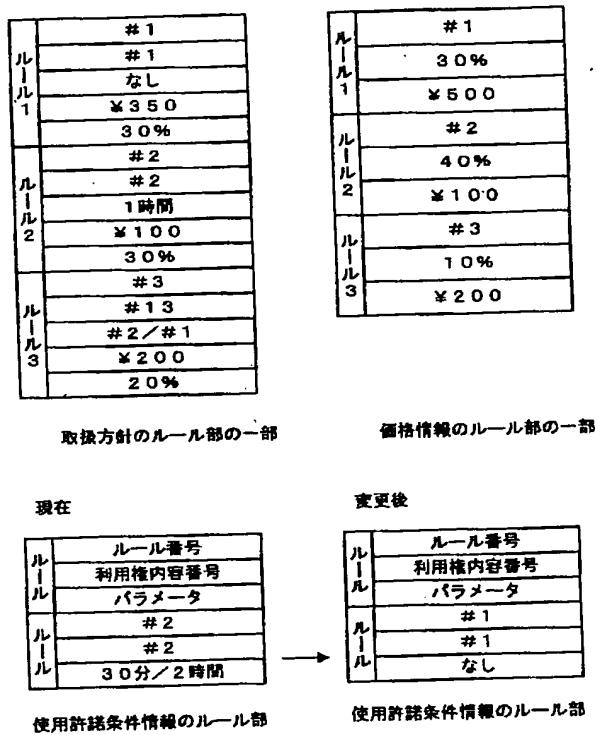 ルール1
#1
#1
なし
¥350
30%
ルール2
#2
#2
1時間
¥100
30%
ルール3
#3
#13
#2/#1
¥200
20%
取扱方針のルール部の一部
ルール1
#1
30%
¥500
ルール2
#2
40%
¥100
ルール3
#3
10%
¥200
価格情報のルール部の一部
現在
ルール
ルール番号
利用権内容番号
パラメータ
ルール
#2
#2
30分/2時間
使用許諾条件情報のルール部
変更後
ルール
ルール番号
利用権内容番号
パラメータ
ルール
#1
#1
なし
使用許諾条件情報のルール部